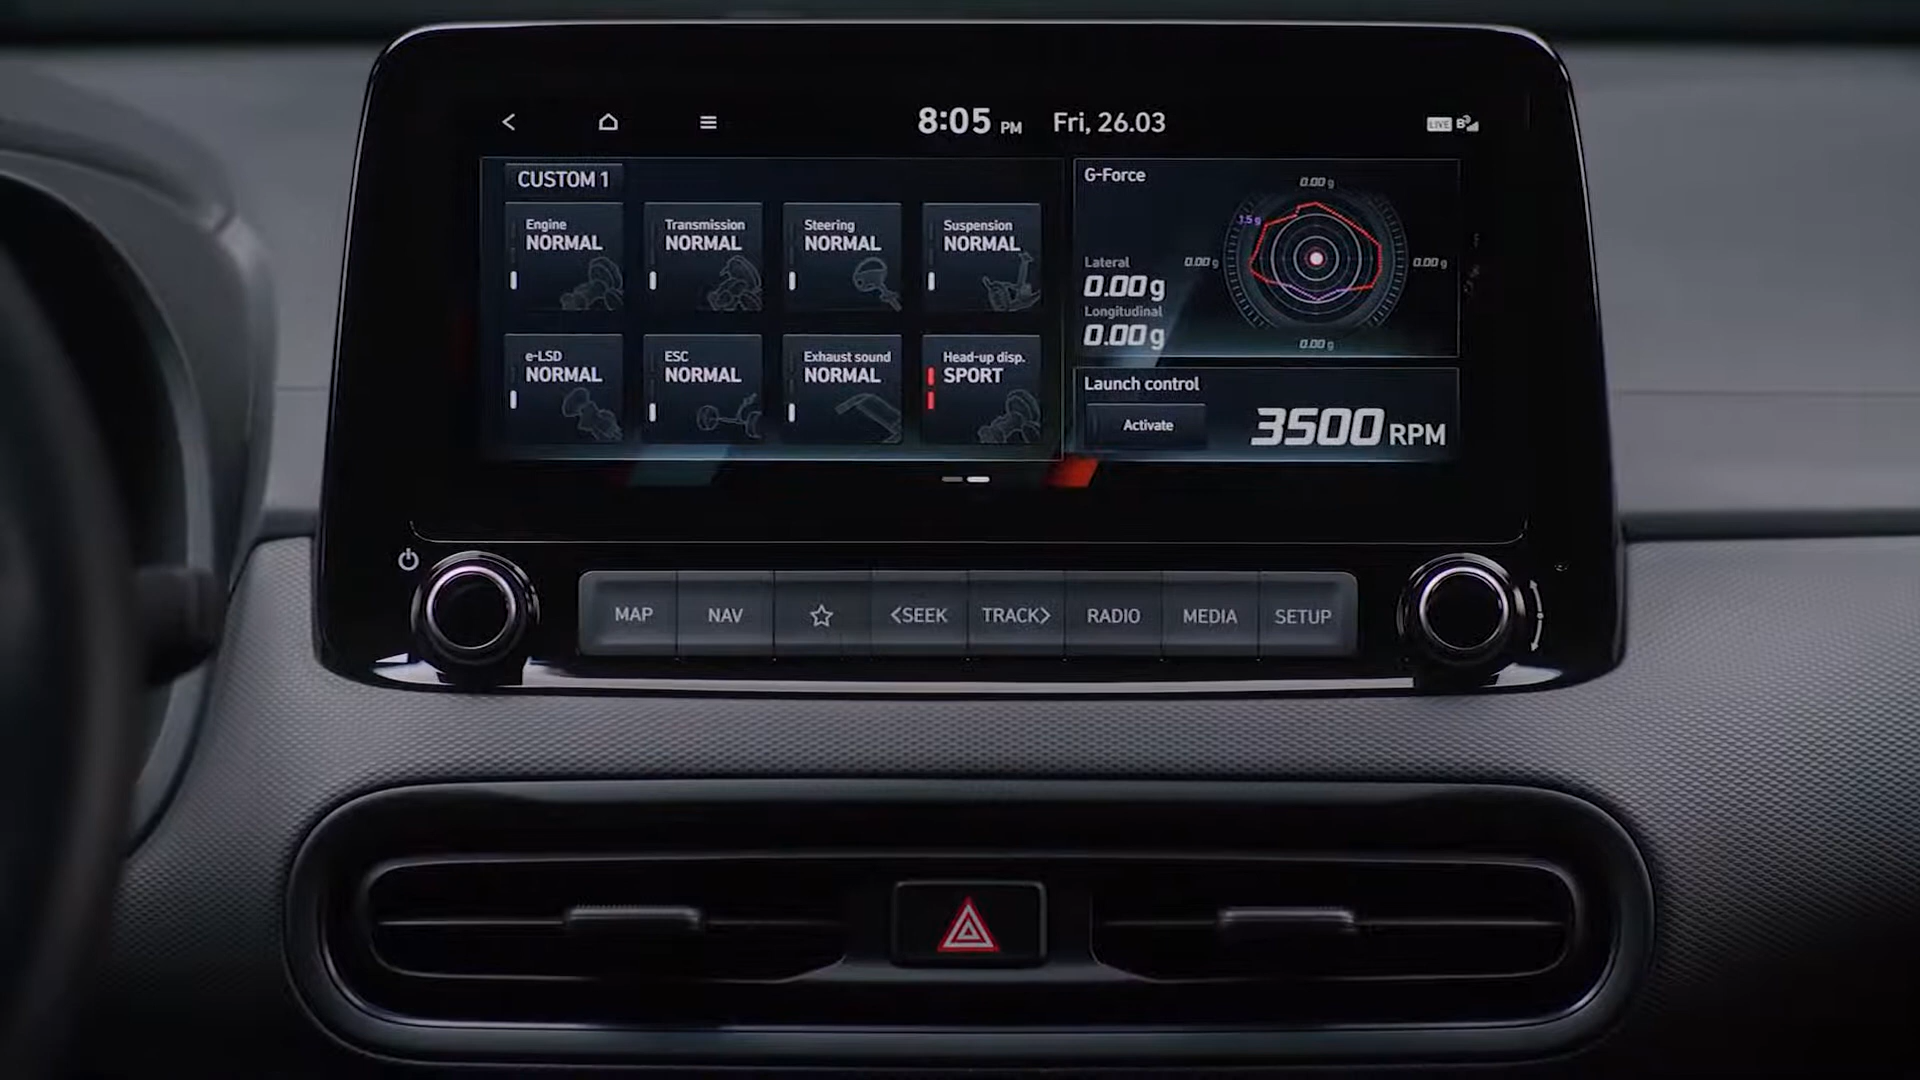 8:05 PM Fri, 26.03
LIVE B
CUSTOM 1
Engine
NORMAL
Transmission
NORMAL
Steering
NORMAL
Suspension
NORMAL
e-LSD
NORMAL
ESC
NORMAL
Exhaust sound
NORMAL
Head-up disp.
SPORT
G-Force
0.00 g
1.5 g
0.00 g
0.00 g
0.00 g
Lateral
0.00 g
Longitudinal
0.00 g
Launch control
Activate
3500 RPM
MAP
NAV
<SEEK
TRACK>
RADIO
MEDIA
SETUP